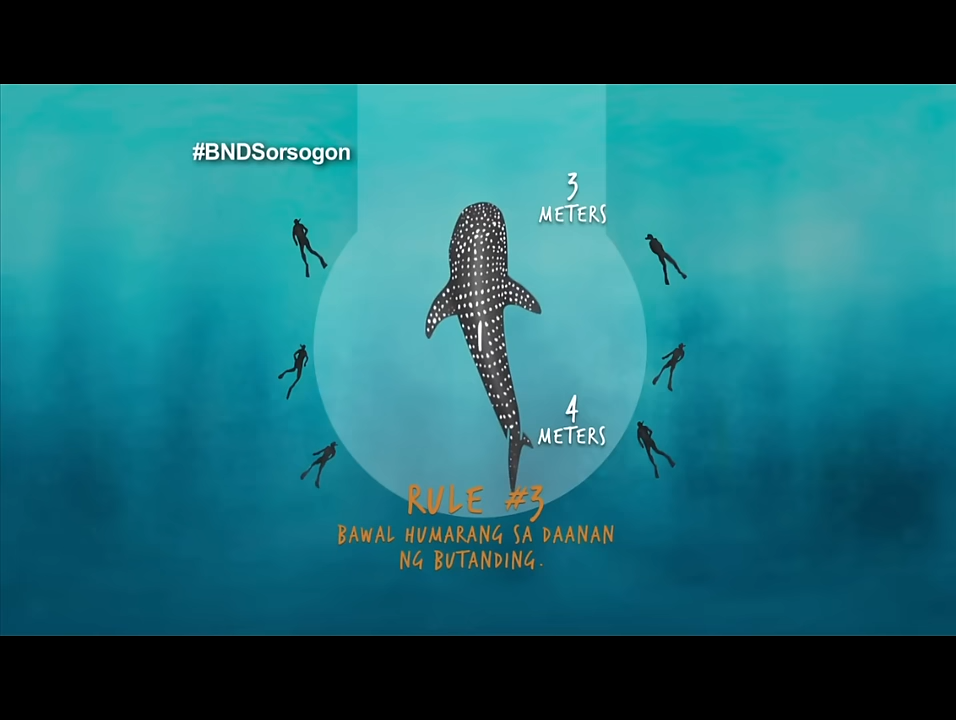 #BNDSorsogon
3
METERS
4
METERS
RULE #3
BAWAL HUMARANG SA DAANAN
NG BUTANDING.